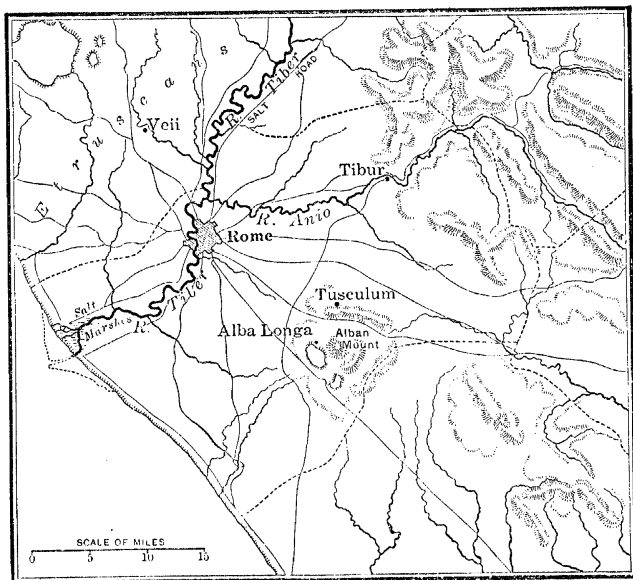 Etruscans
R. Tiber
SALT ROAD
Veii
Tibur
R. Anio
Rome
Salt
Marshes
R. Tiber
Tusculum
Alba Longa
Alban
Mount
SCALE OF MILES
0 5 10 15